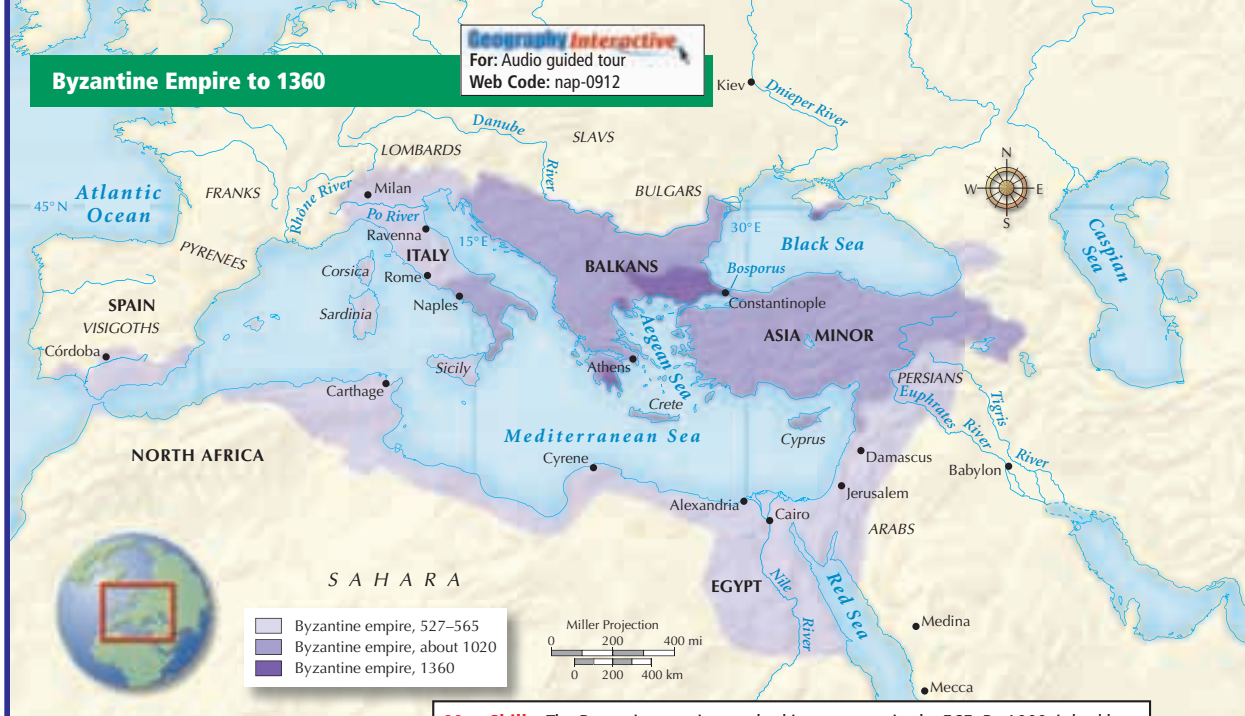 Byzantine Empire to 1360
Geography Interactive
For: Audio guided tour
Web Code: nap-0912
Kiev
Dnieper River
Danube
River
SLAVS
LOMBARDS
Atlantic
Ocean
FRANKS
Rhône River
Milan
BULGARS
N
W
E
S
45°N
Po River
Ravenna
15°E
30°E
Black Sea
Caspian
Sea
PYRENEES
ITALY
Corsica
Rome
BALKANS
Bosporus
SPAIN
VISIGOTHS
Sardinia
Naples
Constantinople
Aegean Sea
ASIA MINOR
Córdoba
Sicily
Athens
PERSIANS
Carthage
Crete
Euphrates
River
Tigris
River
Mediterranean Sea
Cyprus
NORTH AFRICA
Cyrene
Damascus
Babylon
Jerusalem
Alexandria
Cairo
ARABS
SAHARA
EGYPT
Nile
River
Red Sea
Medina
Mecca
Byzantine empire, 527–565
Byzantine empire, about 1020
Byzantine empire, 1360
Miller Projection
0 200 400 mi
0 200 400 km